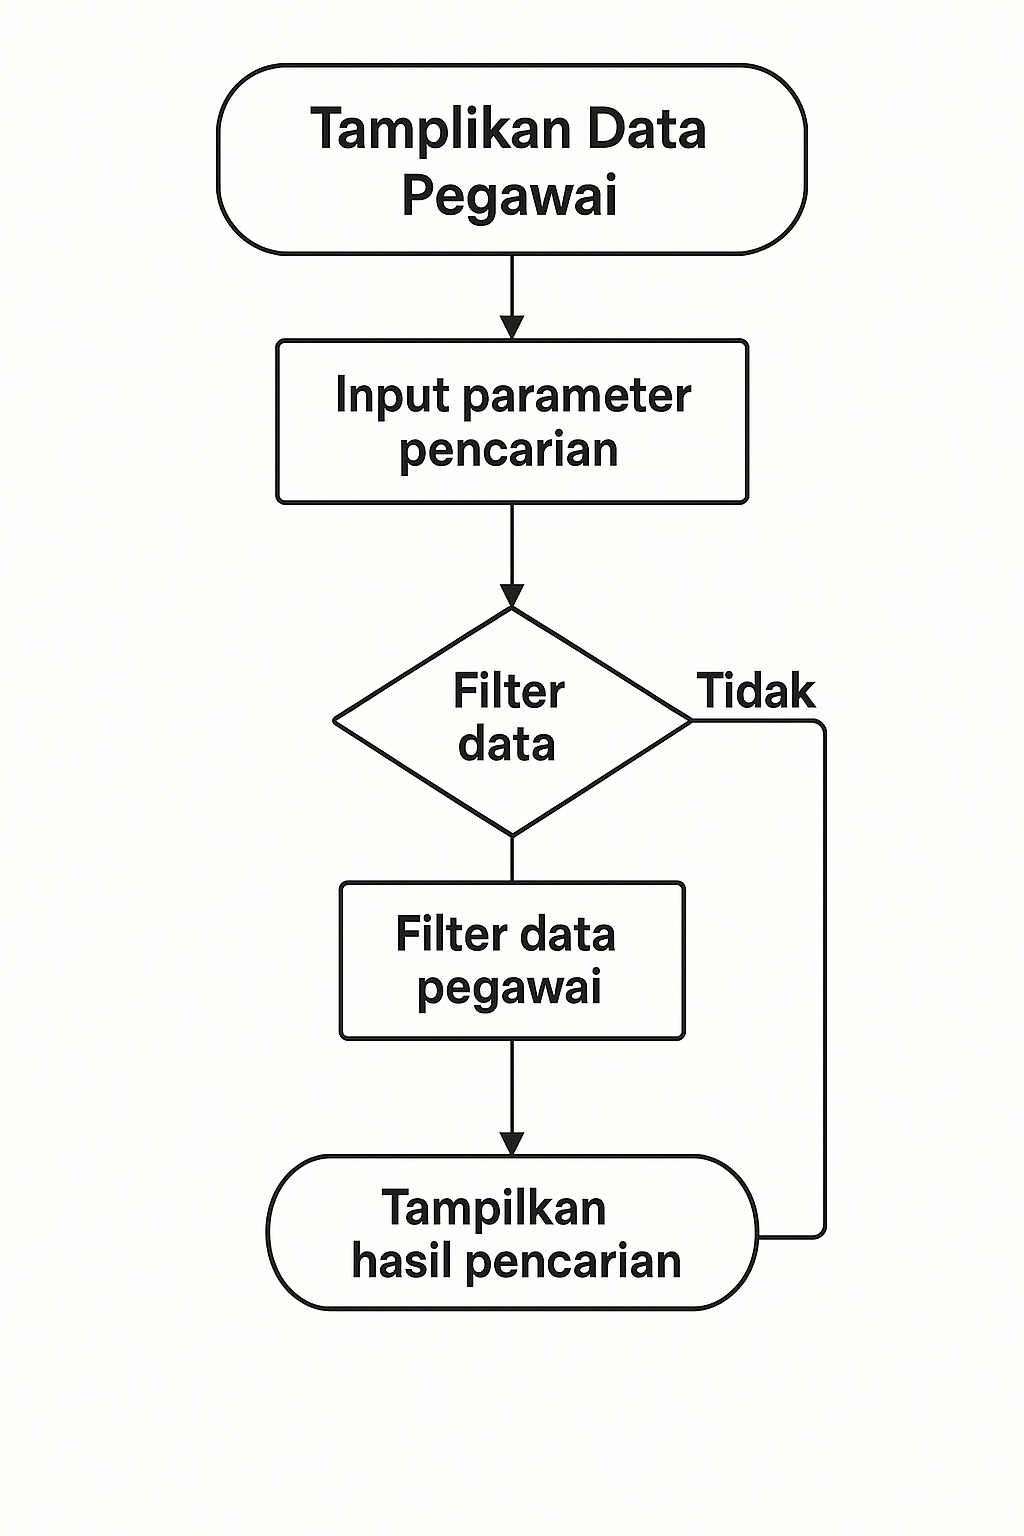 Tamplikan Data
Pegawai
Input parameter
pencarian
Filter
data
Tidak
Filter data
pegawai
Tampilkan
hasil pencarian